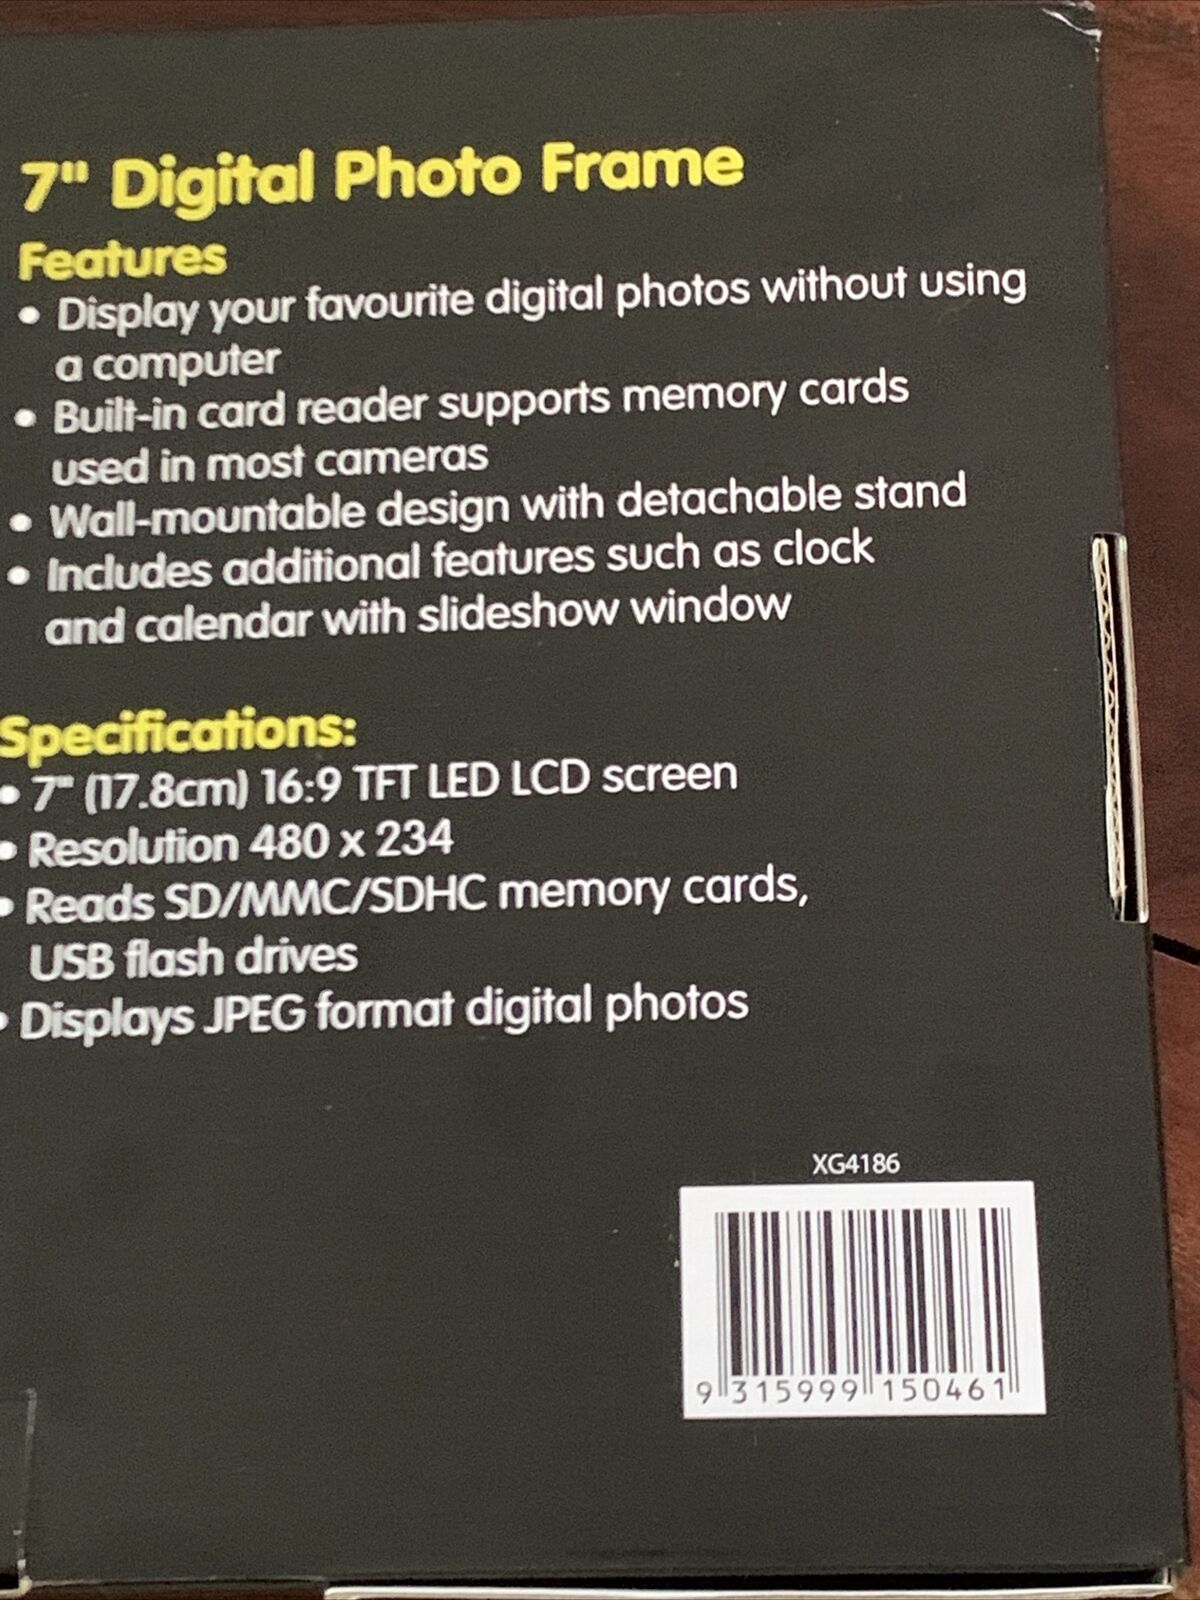 7" Digital Photo Frame
Features
• Display your favourite digital photos without using
a computer
• Built-in card reader supports memory cards
used in most cameras
• Wall-mountable design with detachable stand
• Includes additional features such as clock
and calendar with slideshow window
Specifications:
• 7" (17.8cm) 16:9 TFT LED LCD screen
• Resolution 480 x 234
• Reads SD/MMC/SDHC memory cards,
USB flash drives
• Displays JPEG format digital photos
XG4186
9 315999 150461